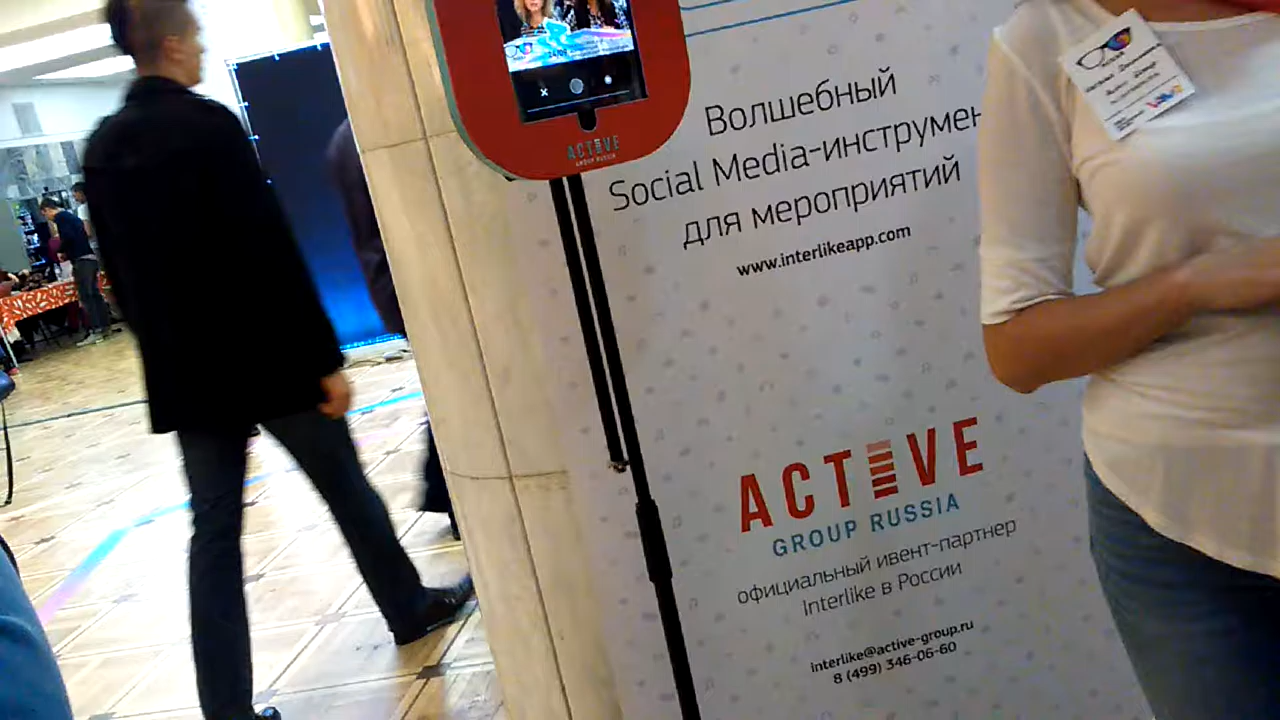 ACTIVE
GROUP RUSSIA
Волшебный
Social Media-инструмен
для мероприятий
www.interlikeapp.com
ACTIVE
GROUP RUSSIA
официальный ивент-партнер
Interlike в России
interlike@active-group.ru
8 (499) 346-06-60